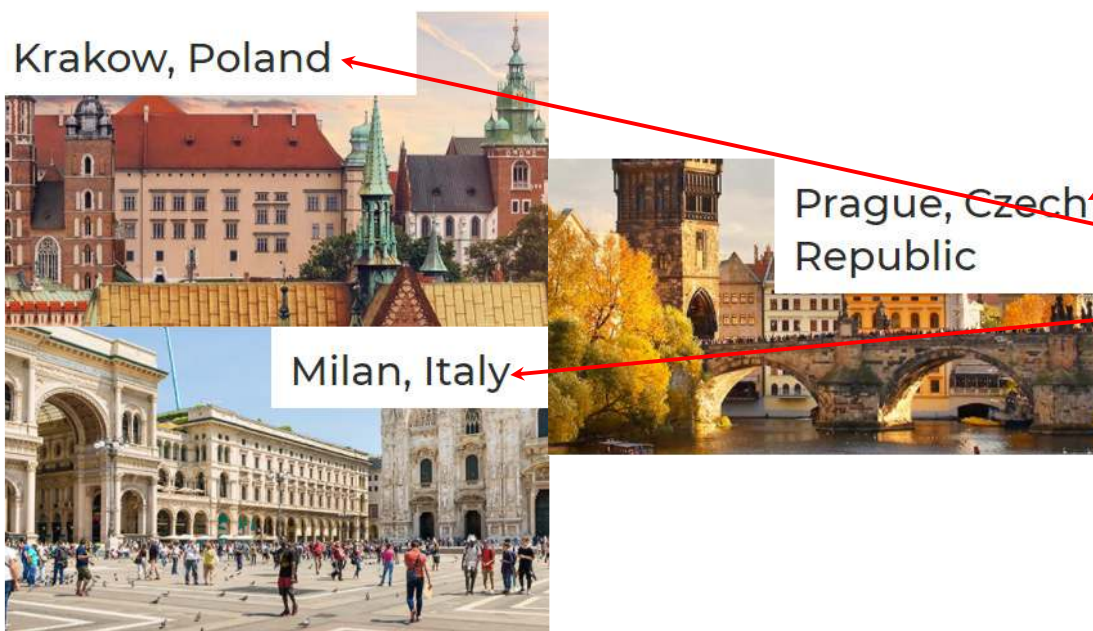 Krakow, Poland
Prague, Czech
Republic
Milan, Italy